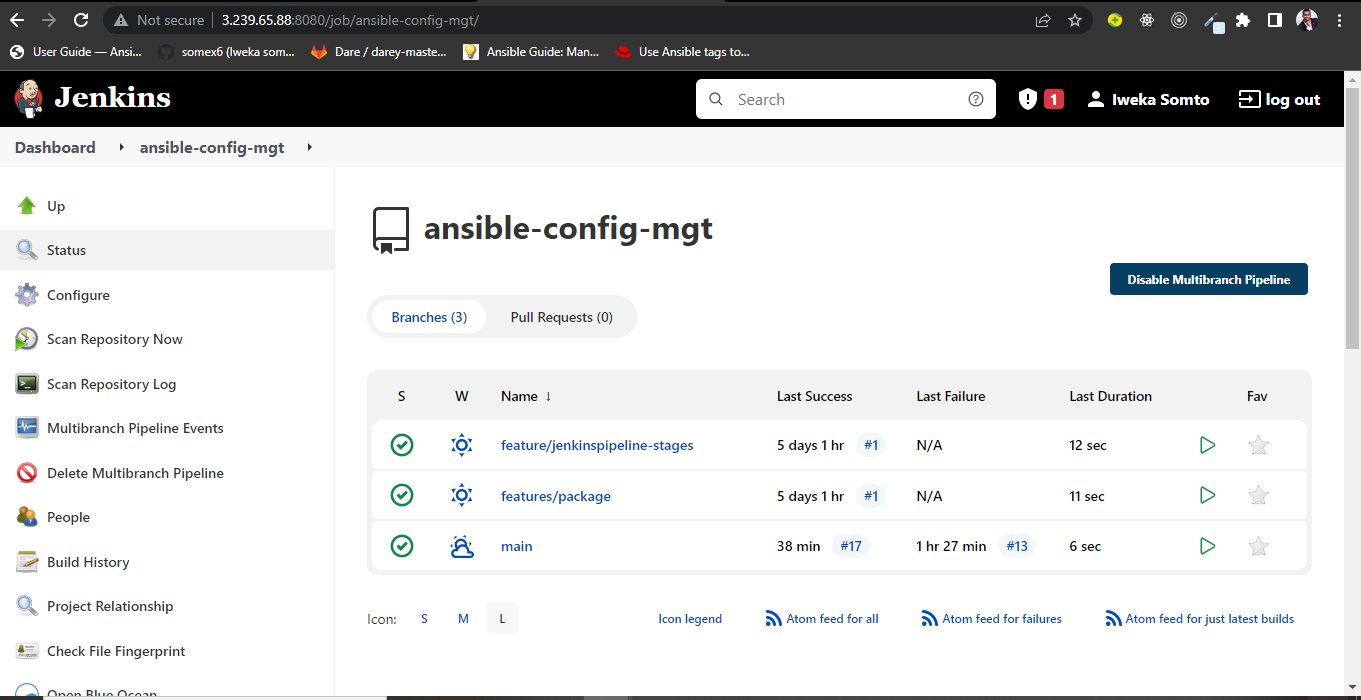 Not secure | 3.239.65.88:8080/job/ansible-config-mgt/
User Guide — Ansi... somex6 (Iweka som... Dare / darey-maste... Ansible Guide: Man... Use Ansible tags to...
Jenkins Search 1 Iweka Somto log out
Dashboard ansible-config-mgt
Up
Status
Configure
Scan Repository Now
Scan Repository Log
Multibranch Pipeline Events
Delete Multibranch Pipeline
People
Build History
Project Relationship
Check File Fingerprint
Open Blue Ocean
ansible-config-mgt
Disable Multibranch Pipeline
Branches (3) Pull Requests (0)
S W Name ↓ Last Success Last Failure Last Duration Fav
feature/jenkinspipeline-stages 5 days 1 hr #1 N/A 12 sec
features/package 5 days 1 hr #1 N/A 11 sec
main 38 min #17 1 hr 27 min #13 6 sec
Icon: S M L Icon legend Atom feed for all Atom feed for failures Atom feed for just latest builds